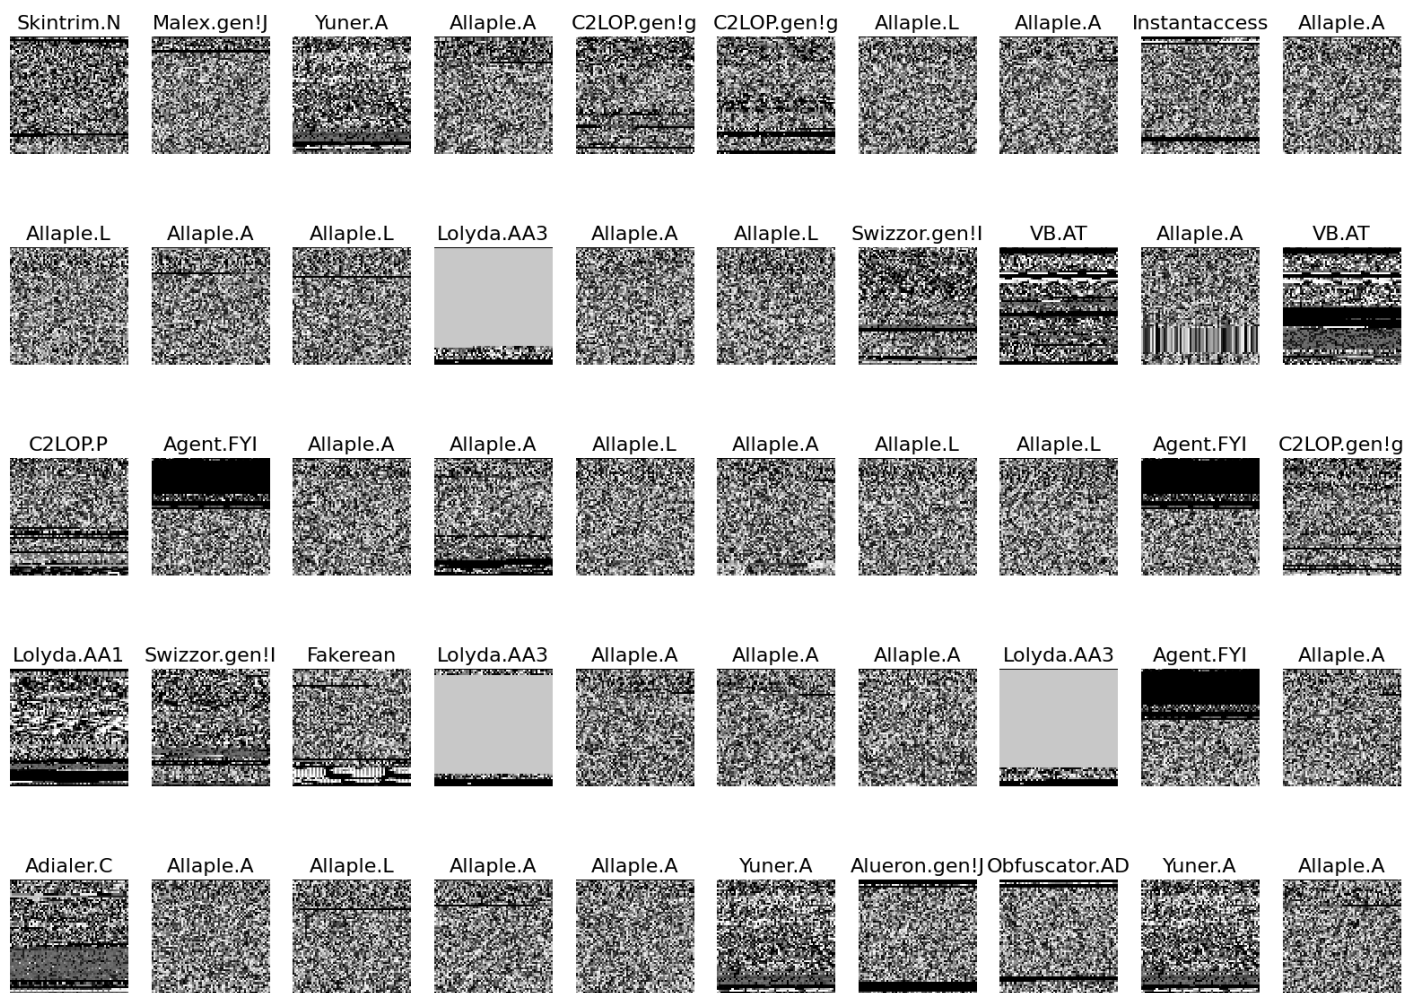 Skintrim.N Malex.gen!J Yuner.A Allaple.A C2LOP.gen!g C2LOP.gen!g Allaple.L Allaple.A Instantaccess Allaple.A
Allaple.L Allaple.A Allaple.L Lolyda.AA3 Allaple.A Allaple.L Swizzor.gen!I VB.AT Allaple.A VB.AT
C2LOP.P Agent.FYI Allaple.A Allaple.A Allaple.L Allaple.A Allaple.L Allaple.L Agent.FYI C2LOP.gen!g
Lolyda.AA1 Swizzor.gen!I Fakerean Lolyda.AA3 Allaple.A Allaple.A Allaple.A Lolyda.AA3 Agent.FYI Allaple.A
Adialer.C Allaple.A Allaple.L Allaple.A Allaple.A Yuner.A Alueron.gen!J Obfuscator.AD Yuner.A Allaple.A